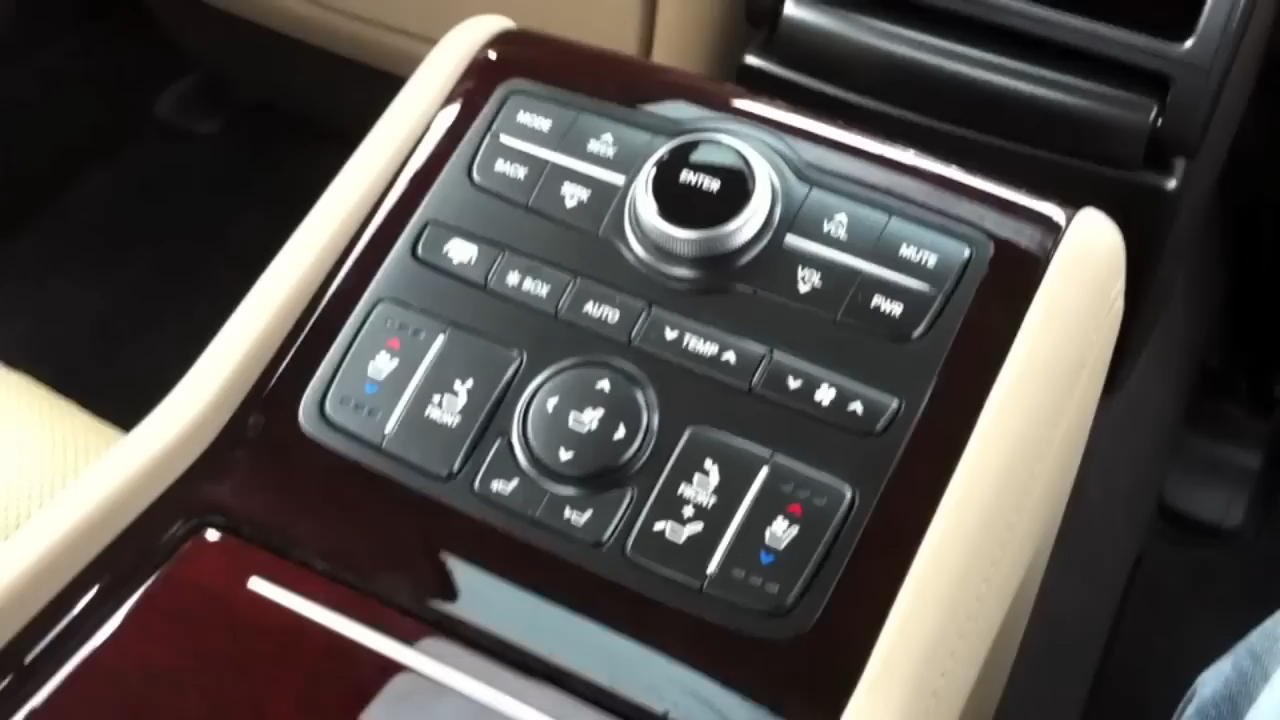 MODE
SEEK
BACK
SEEK
ENTER
VOL
MUTE
VOL
PWR
BOX
AUTO
TEMP
FRONT
FRONT